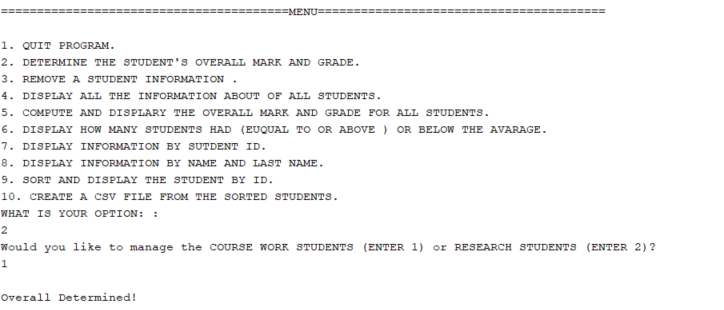 ========================================MENU========================================
1. QUIT PROGRAM.
2. DETERMINE THE STUDENT'S OVERALL MARK AND GRADE.
3. REMOVE A STUDENT INFORMATION .
4. DISPLAY ALL THE INFORMATION ABOUT OF ALL STUDENTS.
5. COMPUTE AND DISPLARY THE OVERALL MARK AND GRADE FOR ALL STUDENTS.
6. DISPLAY HOW MANY STUDENTS HAD (EUQUAL TO OR ABOVE ) OR BELOW THE AVARAGE.
7. DISPLAY INFORMATION BY SUTDENT ID.
8. DISPLAY INFORMATION BY NAME AND LAST NAME.
9. SORT AND DISPLAY THE STUDENT BY ID.
10. CREATE A CSV FILE FROM THE SORTED STUDENTS.
WHAT IS YOUR OPTION: :
2
Would you like to manage the COURSE WORK STUDENTS (ENTER 1) or RESEARCH STUDENTS (ENTER 2)?
1
Overall Determined!